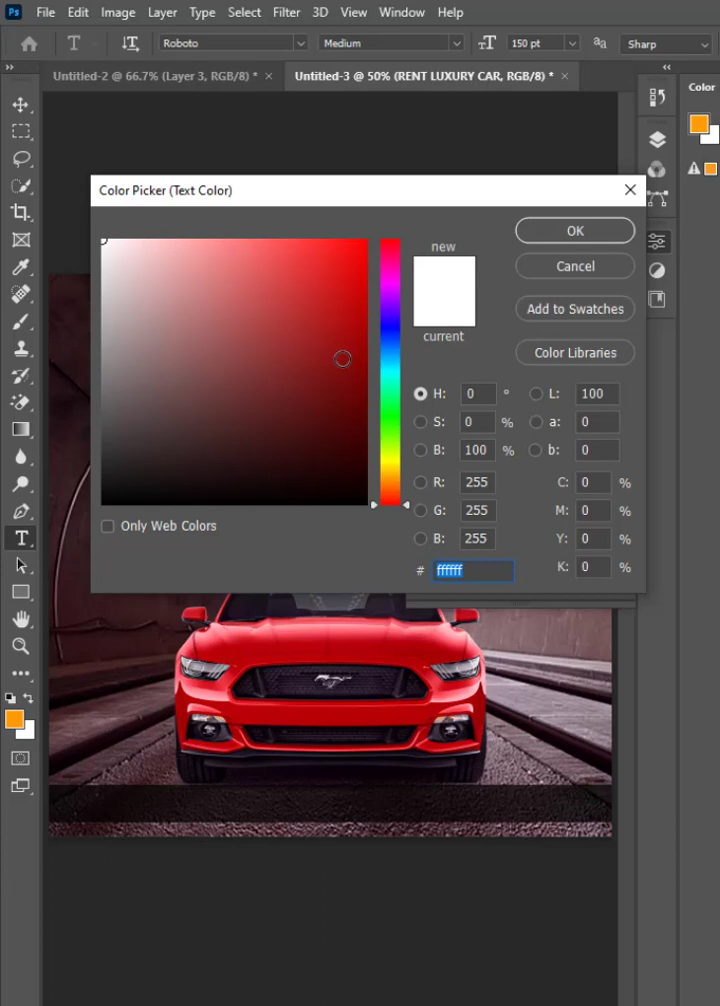 Ps File Edit Image Layer Type Select Filter 3D View Window Help
T Roboto Medium 150 pt Sharp
Untitled-2 @ 66.7% (Layer 3, RGB/8) * × Untitled-3 @ 50% (RENT LUXURY CAR, RGB/8) * ×
Color
Color Picker (Text Color)
OK
new
Cancel
Add to Swatches
current
Color Libraries
H: 0 ° L: 100
S: 0 % a: 0
B: 100 % b: 0
R: 255 C: 0 %
G: 255 M: 0 %
Only Web Colors
B: 255 Y: 0 %
# ffffff K: 0 %